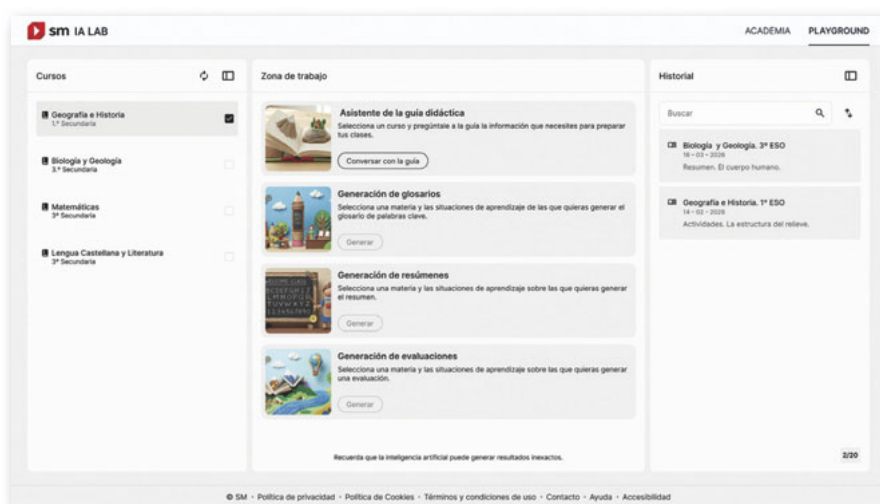 sm IA LAB
ACADEMIA PLAYGROUND
Cursos
Geografía e Historia
1.º Secundaria
Biología y Geología
3.º Secundaria
Matemáticas
3º Secundaria
Lengua Castellana y Literatura
3º Secundaria
Zona de trabajo
Asistente de la guía didáctica
Selecciona un curso y pregúntale a la guía la información que necesites para preparar
tus clases.
Conversar con la guía
Generación de glosarios
Selecciona una materia y las situaciones de aprendizaje de las que quieras generar el
glosario de palabras clave.
Generar
Generación de resúmenes
Selecciona una materia y las situaciones de aprendizaje sobre las que quieras generar
el resumen.
Generar
Generación de evaluaciones
Selecciona una materia y las situaciones de aprendizaje sobre las que quieras generar
una evaluación.
Generar
Recuerda que la inteligencia artificial puede generar resultados inexactos.
Historial
Buscar
Biología y Geología. 3º ESO
16-03-2026
Resumen. El cuerpo humano.
Geografía e Historia. 1º ESO
14-02-2026
Actividades. La estructura del relieve.
2/20
© SM · Política de privacidad · Política de Cookies · Términos y condiciones de uso · Contacto · Ayuda · Accesibilidad